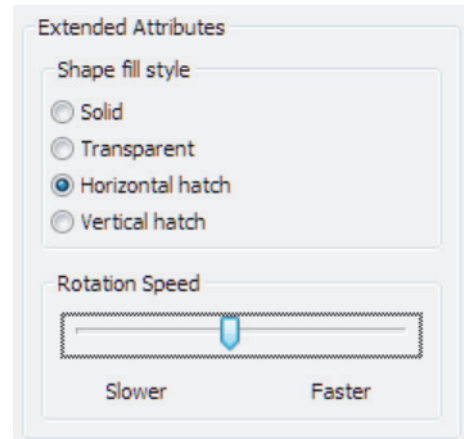 Extended Attributes
Shape fill style
Solid
Transparent
Horizontal hatch
Vertical hatch
Rotation Speed
Slower Faster